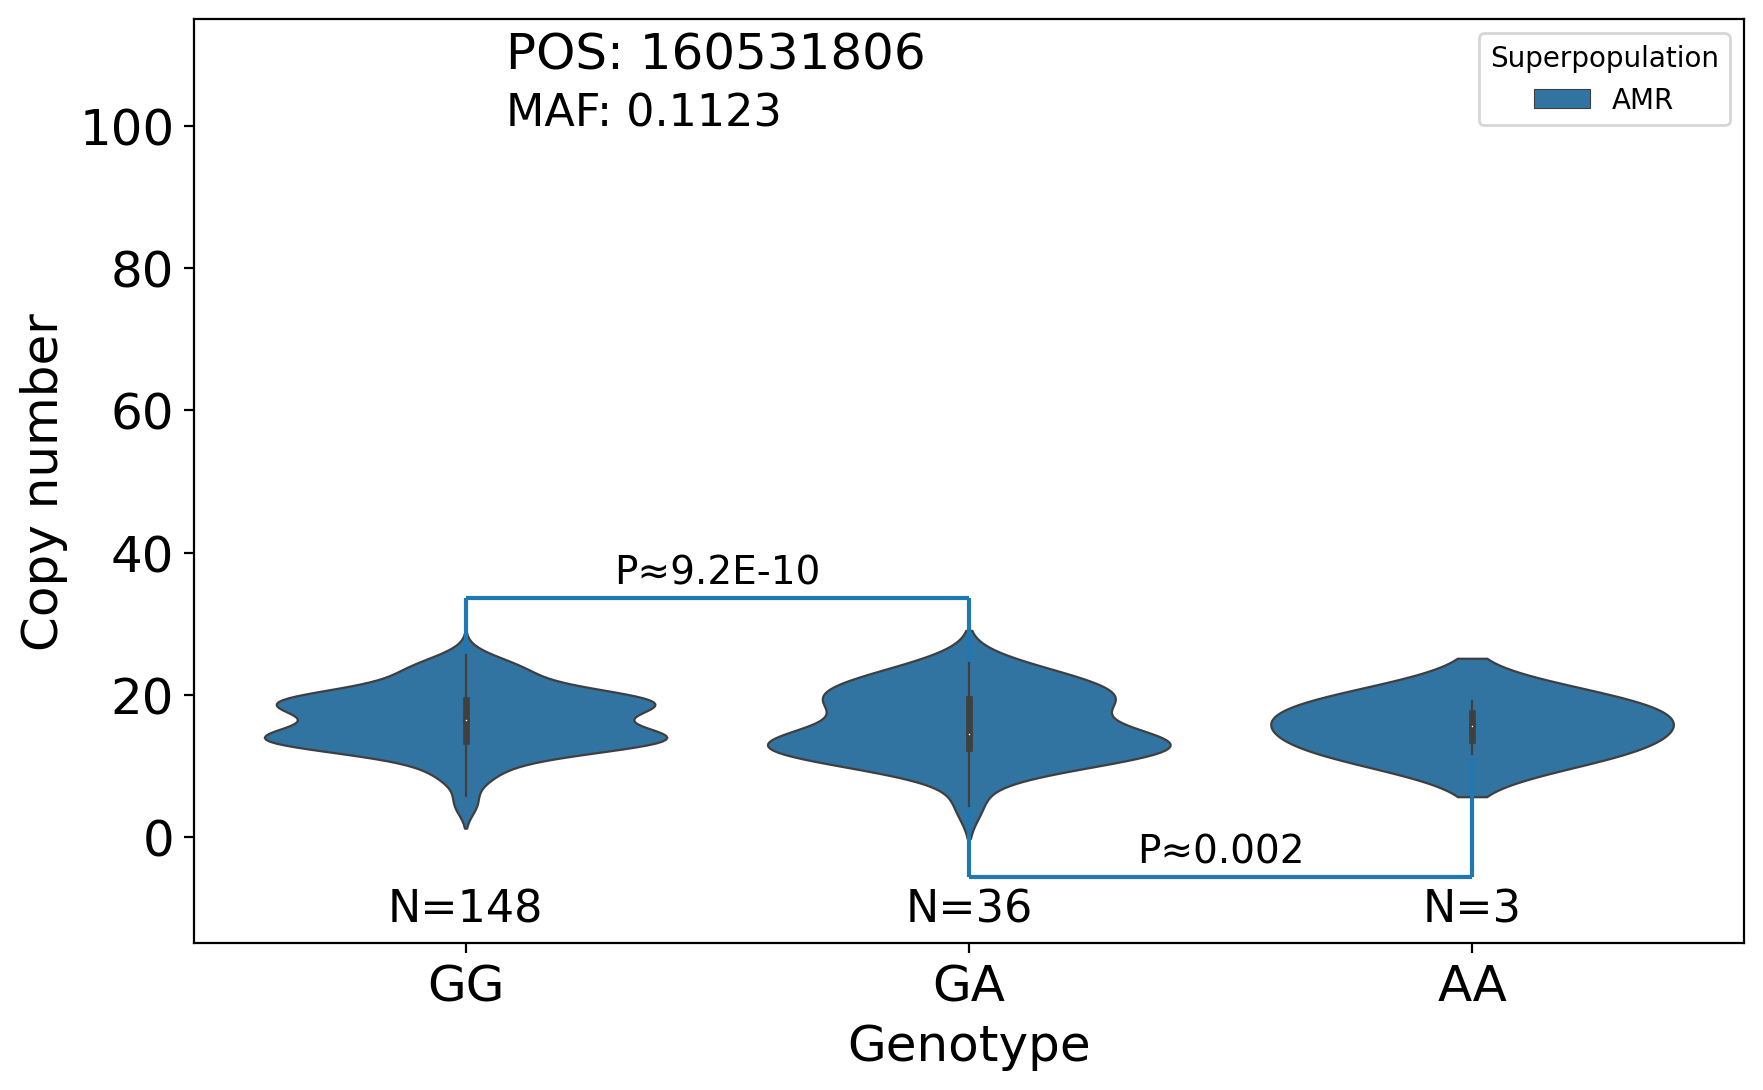 POS: 160531806
MAF: 0.1123
Superpopulation
AMR
Copy number
100
80
60
40
20
0
P≈9.2E-10
P≈0.002
N=148
N=36
N=3
GG
GA
AA
Genotype